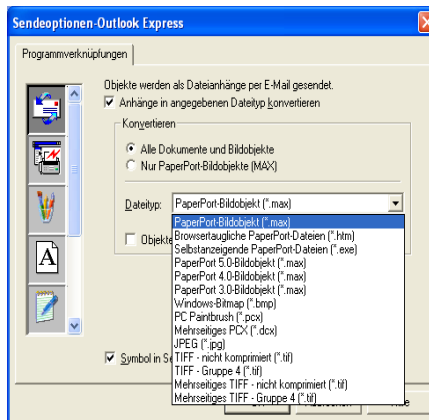 Sendeoptionen-Outlook Express
Programmverknüpfungen
Objekte werden als Dateianhänge per E-Mail gesendet.
Anhänge in angegebenen Dateityp konvertieren
Konvertieren
Alle Dokumente und Bildobjekte
Nur PaperPort-Bildobjekte (MAX)
Dateityp: PaperPort-Bildobjekt (*.max)
PaperPort-Bildobjekt (*.max)
Browsertaugliche PaperPort-Dateien (*.htm)
Selbstanzeigende PaperPort-Dateien (*.exe)
Objekte
PaperPort 5.0-Bildobjekt (*.max)
PaperPort 4.0-Bildobjekt (*.max)
PaperPort 3.0-Bildobjekt (*.max)
Windows-Bitmap (*.bmp)
PC Paintbrush (*.pcx)
Mehrseitiges PCX (*.dcx)
JPEG (*.jpg)
Symbol in Se
TIFF - nicht komprimiert (*.tif)
TIFF - Gruppe 4 (*.tif)
Mehrseitiges TIFF - nicht komprimiert (*.tif)
Mehrseitiges TIFF - Gruppe 4 (*.tif)